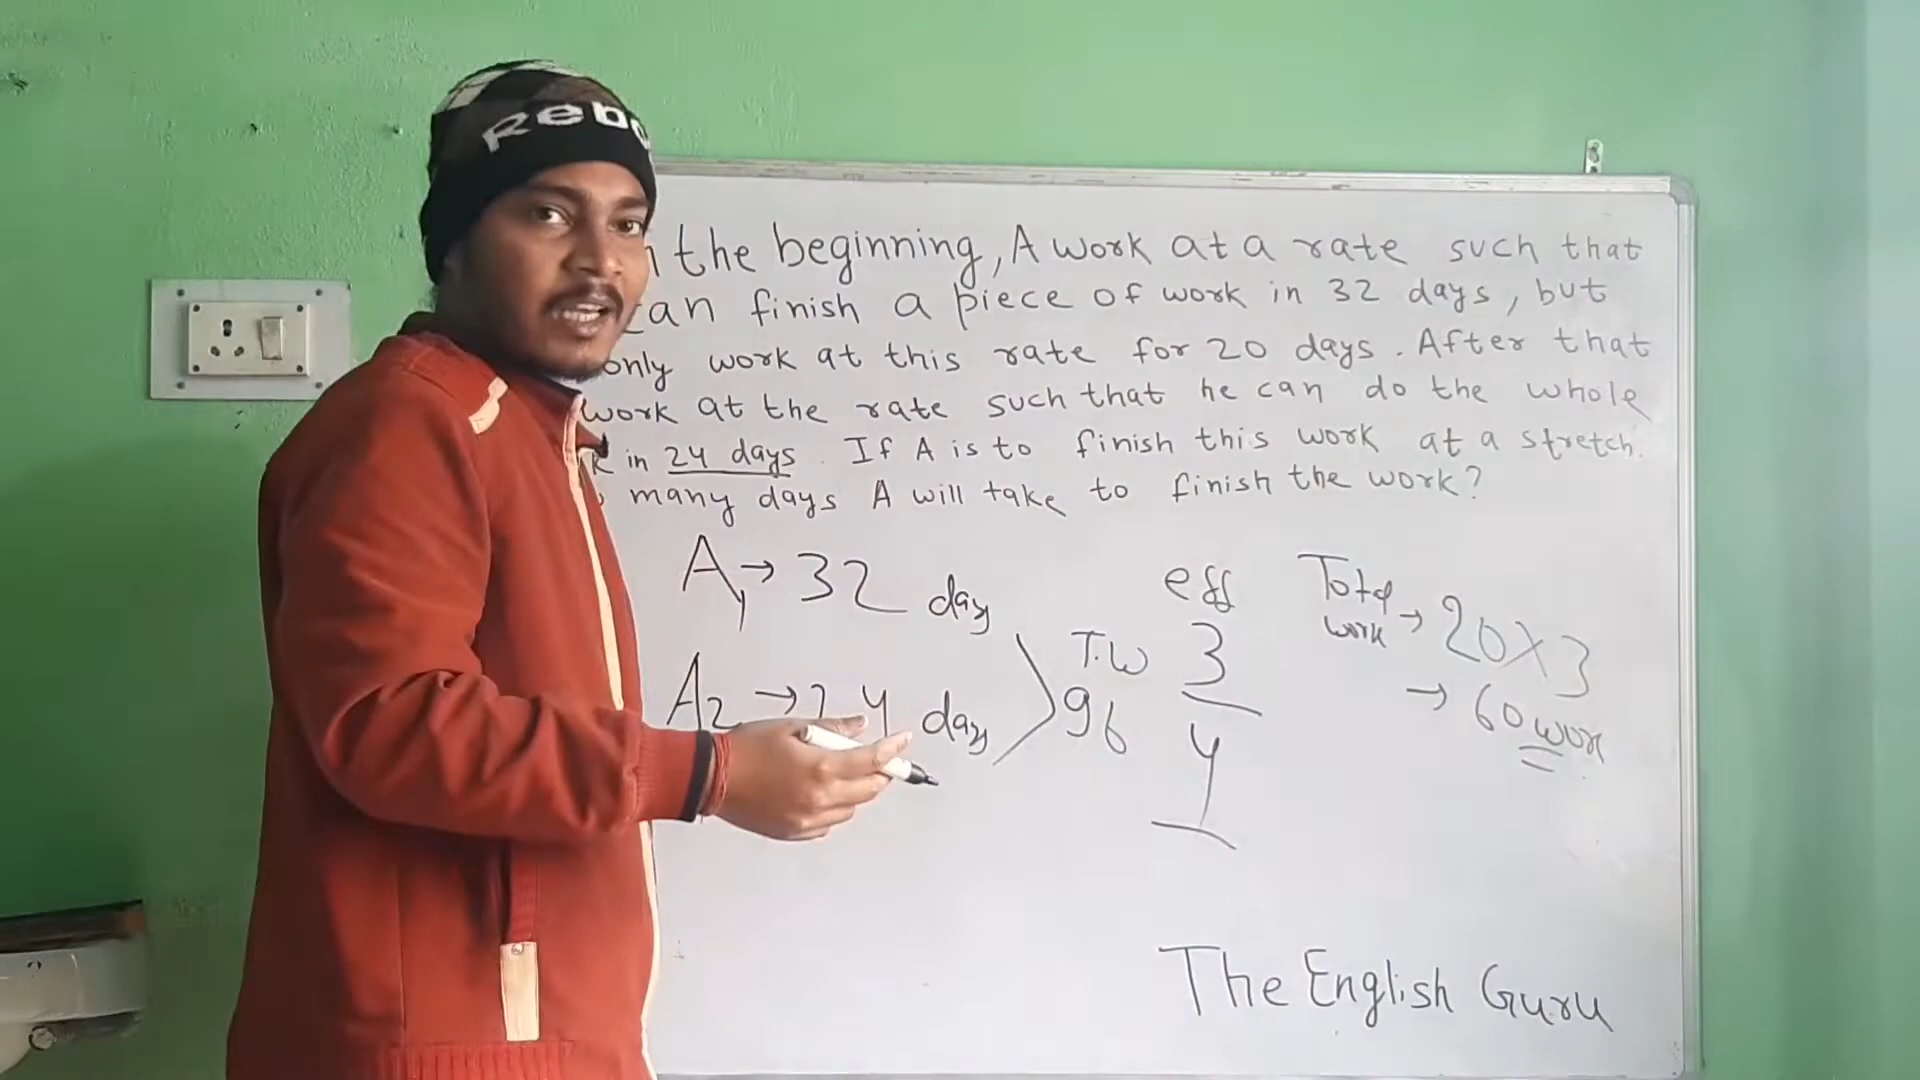 Rebo
the beginning, A work at a rate such that
can finish a piece of work in 32 days, but
only work at this rate for 20 days. After that
work at the rate such that he can do the whole
k in 24 days. If A is to finish this work at a stretch.
many days A will take to finish the work?
A1 → 32 days
eff
Total work → 20×3
T.W
3
→ 60 work
A2 → 24 days
96
4
The English Guru